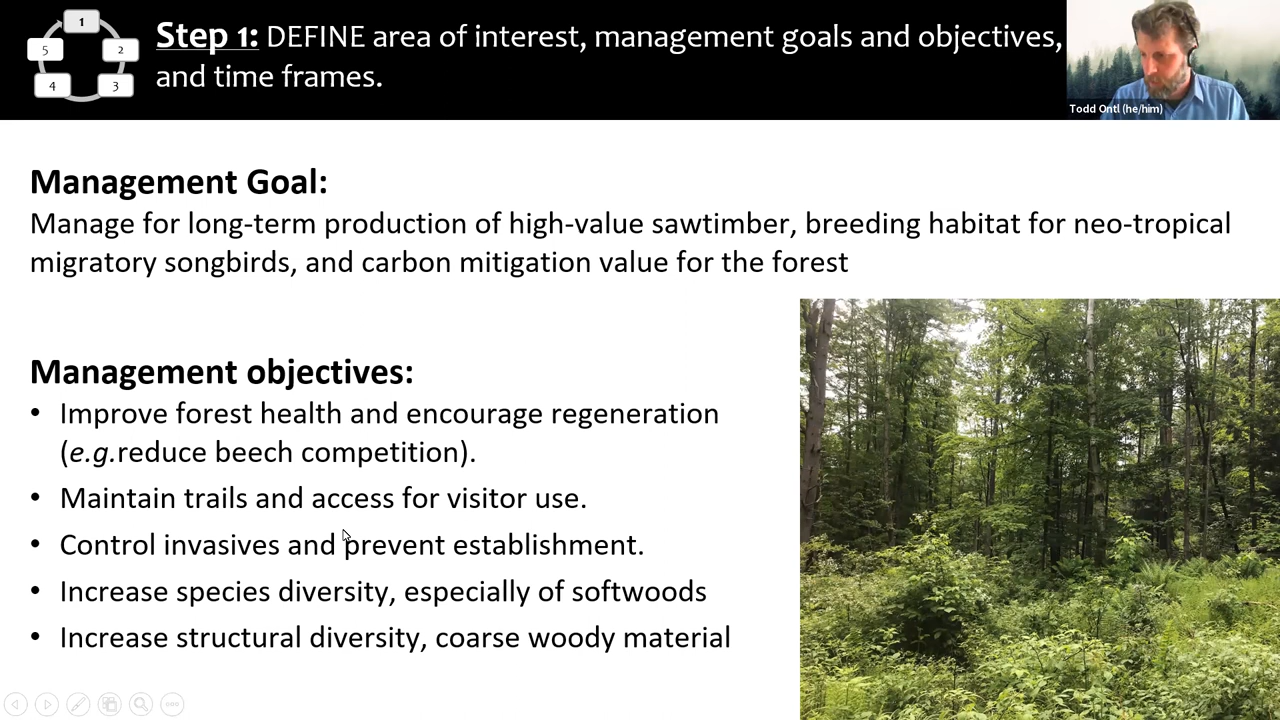 1
5
2
4
3
Step 1: DEFINE area of interest, management goals and objectives,
and time frames.
Todd Ontl (he/him)
Management Goal:
Manage for long-term production of high-value sawtimber, breeding habitat for neo-tropical
migratory songbirds, and carbon mitigation value for the forest
Management objectives:
• Improve forest health and encourage regeneration
(e.g.reduce beech competition).
• Maintain trails and access for visitor use.
• Control invasives and prevent establishment.
• Increase species diversity, especially of softwoods
• Increase structural diversity, coarse woody material